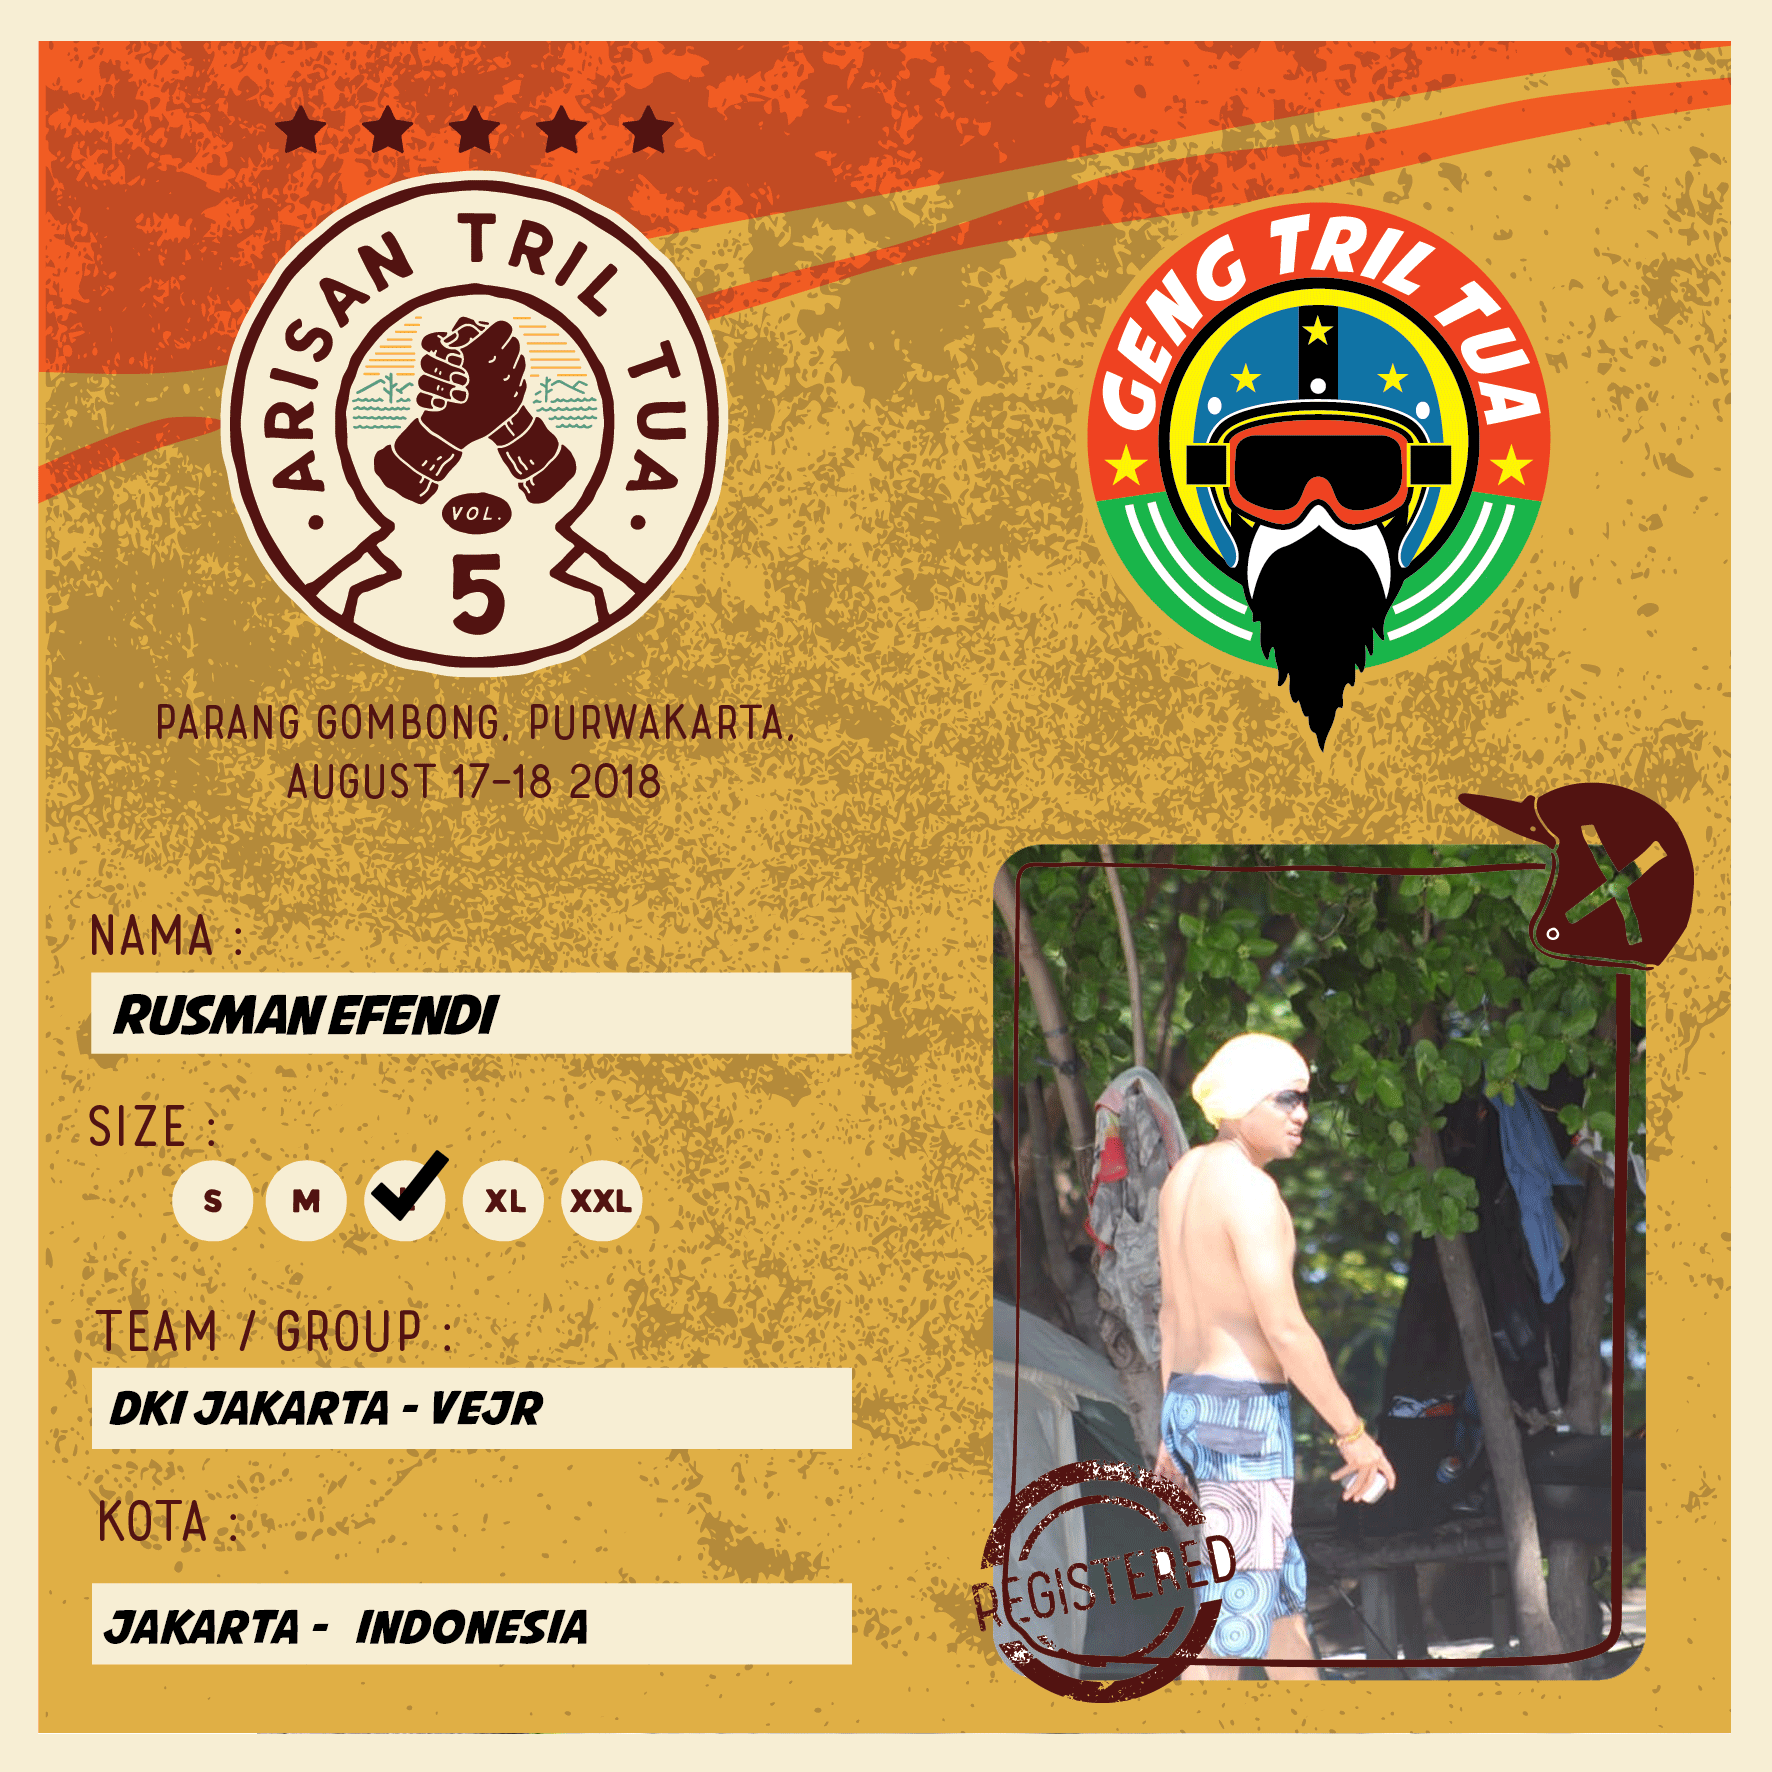 ARISAN TRIL TUA
VOL.
5
GENG TRIL TUA
PARANG GOMBONG, PURWAKARTA,
AUGUST 17-18 2018
NAMA :
RUSMAN EFENDI
SIZE :
S M XL XXL
TEAM / GROUP :
DKI JAKARTA - VEJR
KOTA :
JAKARTA - INDONESIA
REGISTERED